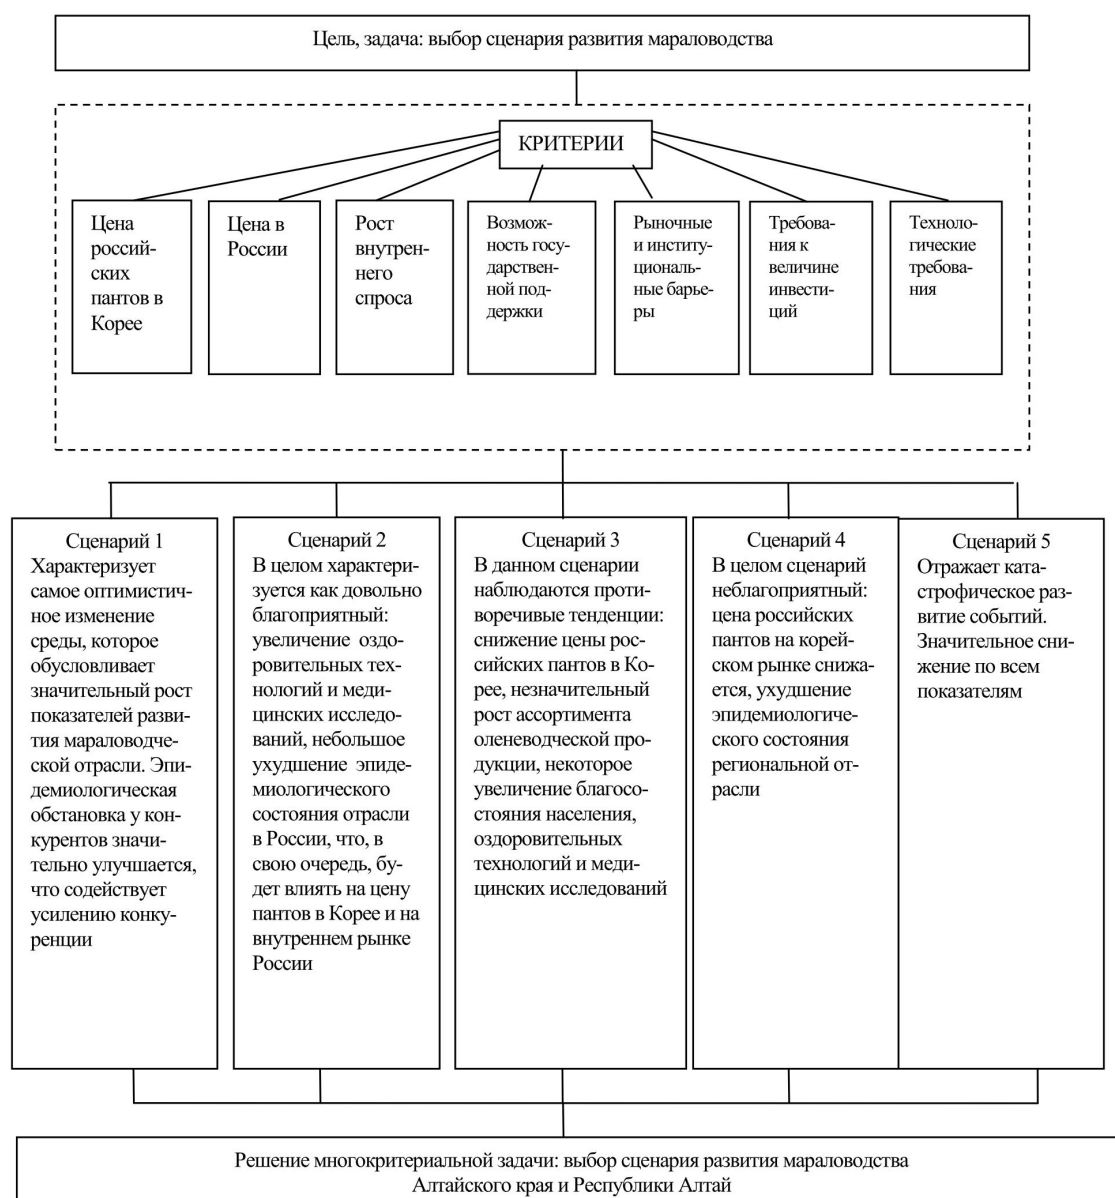 Цель, задача: выбор сценария развития мараловодства
КРИТЕРИИ
Цена
россий-
ских
пантов в
Корее
Цена в
России
Рост
внутрен-
него
спроса
Возмож-
ность госу-
дарствен-
ной под-
держки
Рыночные
и институ-
циональ-
ные барье-
ры
Требова-
ния к
величине
инвести-
ций
Техноло-
гические
требова-
ния
Сценарий 1
Характеризует
самое оптимистич-
ное изменение
среды, которое
обусловливает
значительный рост
показателей разви-
тия мараловодче-
ской отрасли. Эпи-
демиологическая
обстановка у кон-
курентов значи-
тельно улучшается,
что содействует
усилению конку-
ренции
Сценарий 2
В целом характери-
зуется как довольно
благоприятный:
увеличение оздо-
ровительных тех-
нологий и меди-
цинских исследо-
ваний, небольшое
ухудшение эпиде-
миологического
состояния отрасли
в России, что, в
свою очередь, бу-
дет влиять на цену
пантов в Корее и на
внутреннем рынке
России
Сценарий 3
В данном сценарии
наблюдаются проти-
воречивые тенденции:
снижение цены рос-
сийских пантов в Ко-
рее, незначительный
рост ассортимента
оленеводческой про-
дукции, некоторое
увеличение благосо-
стояния населения,
оздоровительных
технологий и меди-
цинских исследований
Сценарий 4
В целом сценарий
неблагоприятный:
цена российских
пантов на корей-
ском рынке снижа-
ется, ухудшение
эпидемиологиче-
ского состояния
региональной от-
расли
Сценарий 5
Отражает ката-
строфическое раз-
витие событий.
Значительное сни-
жение по всем
показателям
Решение многокритериальной задачи: выбор сценария развития мараловодства
Алтайского края и Республики Алтай